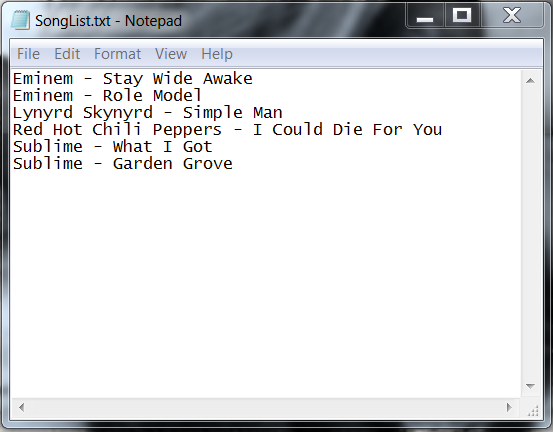 SongList.txt - Notepad
File Edit Format View Help
Eminem - Stay Wide Awake
Eminem - Role Model
Lynyrd Skynyrd - Simple Man
Red Hot Chili Peppers - I Could Die For You
Sublime - What I Got
Sublime - Garden Grove